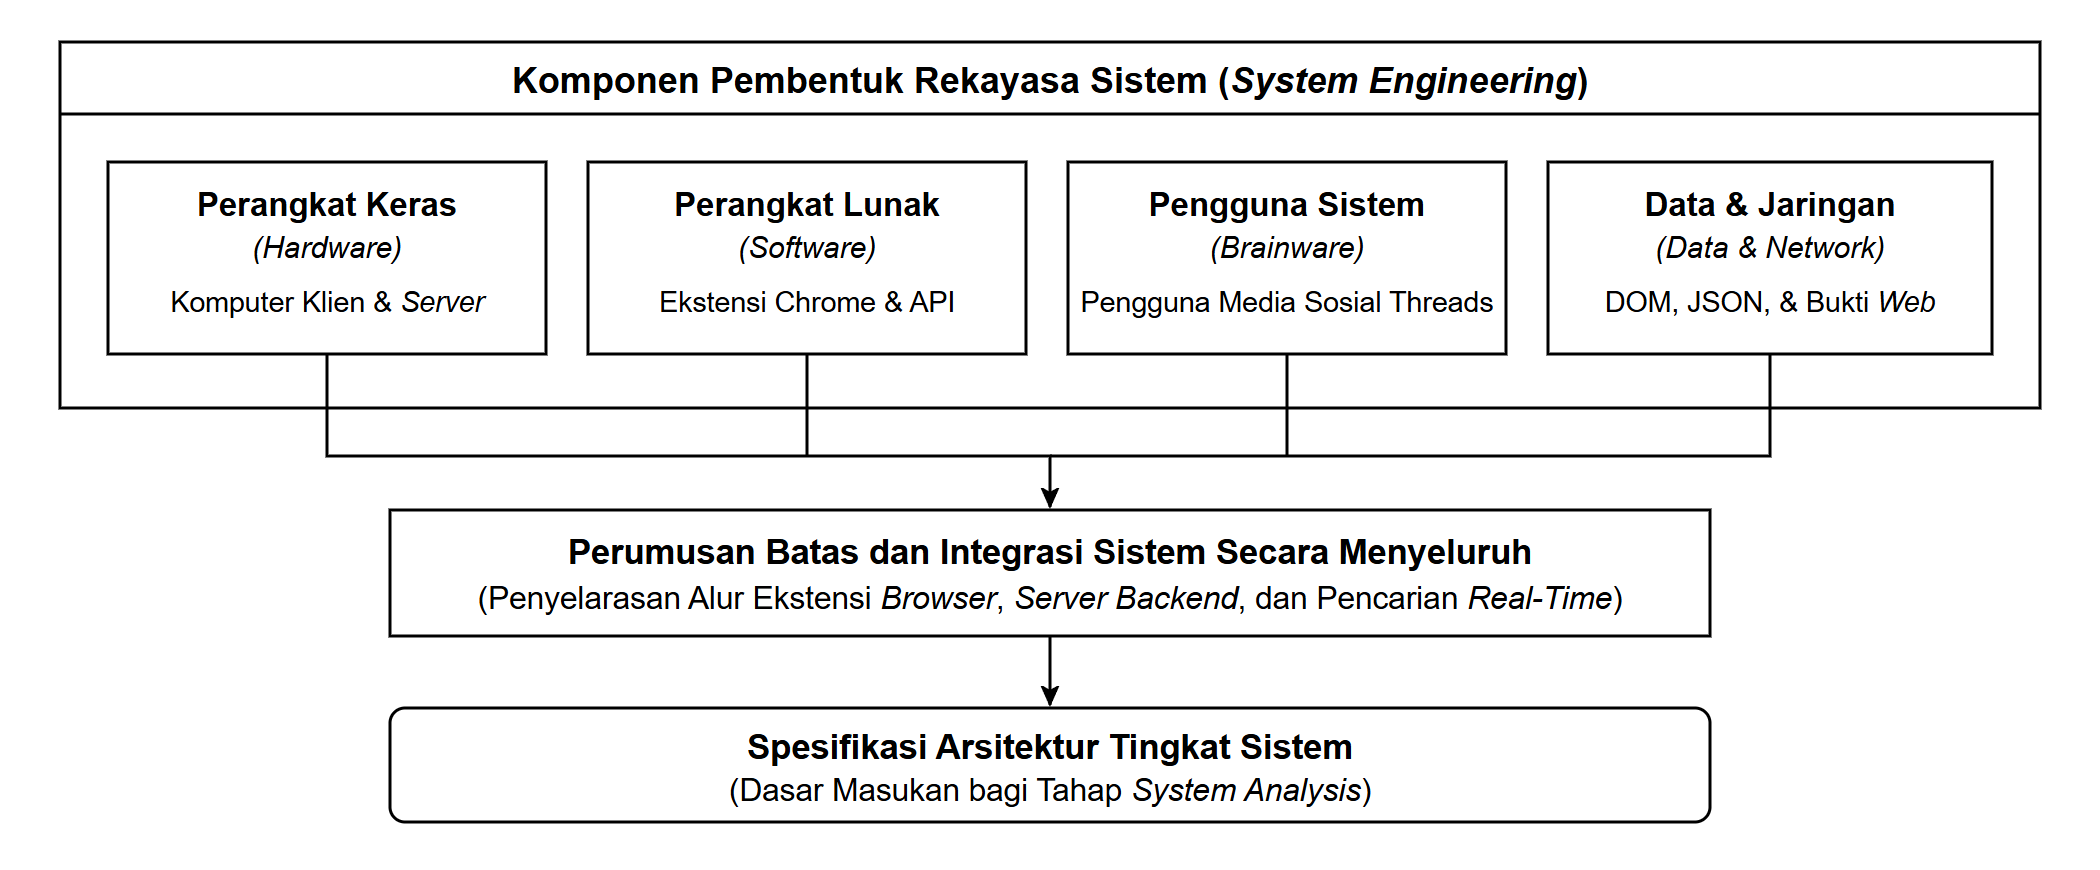 Komponen Pembentuk Rekayasa Sistem (System Engineering)
Perangkat Keras
(Hardware)
Komputer Klien & Server
Perangkat Lunak
(Software)
Ekstensi Chrome & API
Pengguna Sistem
(Brainware)
Pengguna Media Sosial Threads
Data & Jaringan
(Data & Network)
DOM, JSON, & Bukti Web
Perumusan Batas dan Integrasi Sistem Secara Menyeluruh
(Penyelarasan Alur Ekstensi Browser, Server Backend, dan Pencarian Real-Time)
Spesifikasi Arsitektur Tingkat Sistem
(Dasar Masukan bagi Tahap System Analysis)